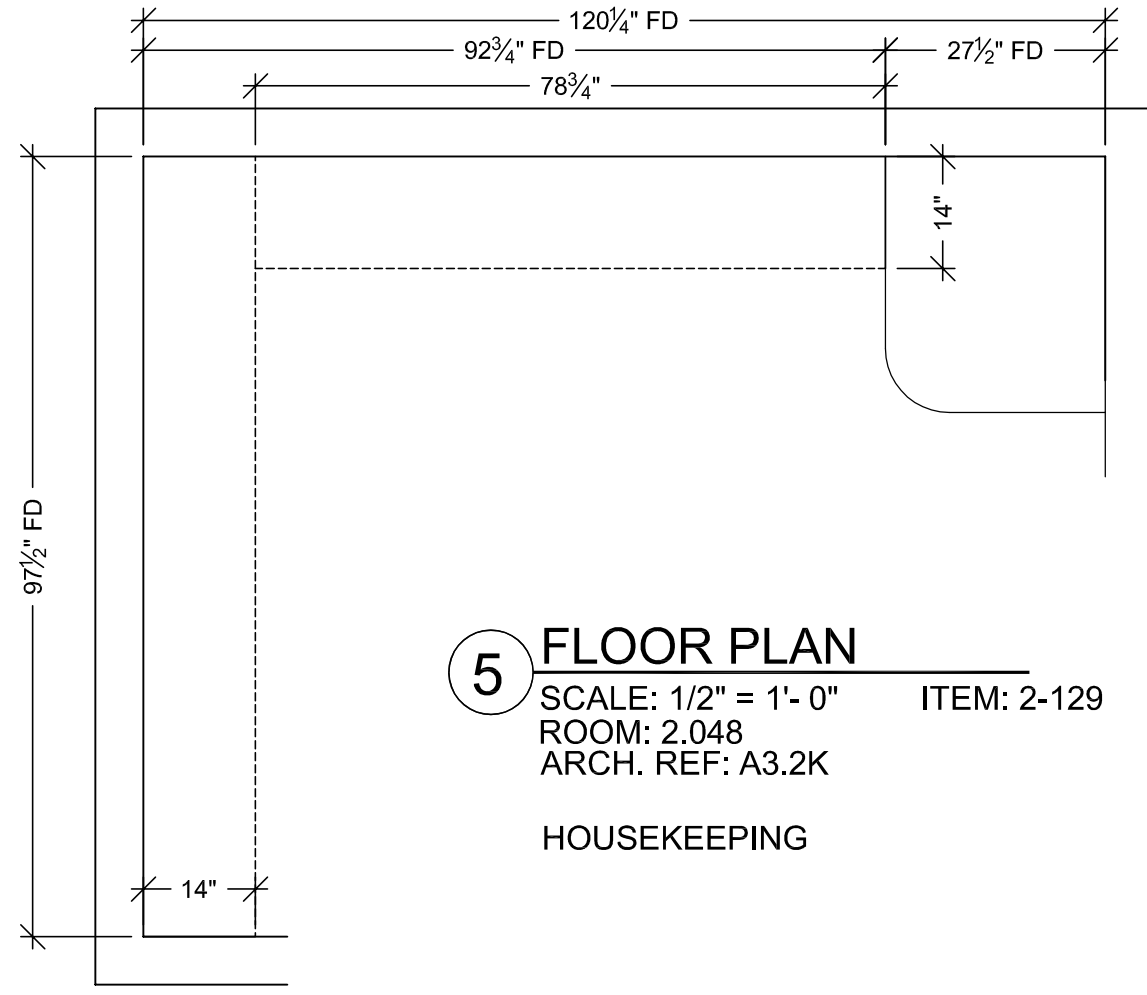 120¼" FD
92¾" FD
27½" FD
78¾"
14"
97½" FD
14"
5
FLOOR PLAN
SCALE: 1/2" = 1'- 0" ITEM: 2-129
ROOM: 2.048
ARCH. REF: A3.2K
HOUSEKEEPING